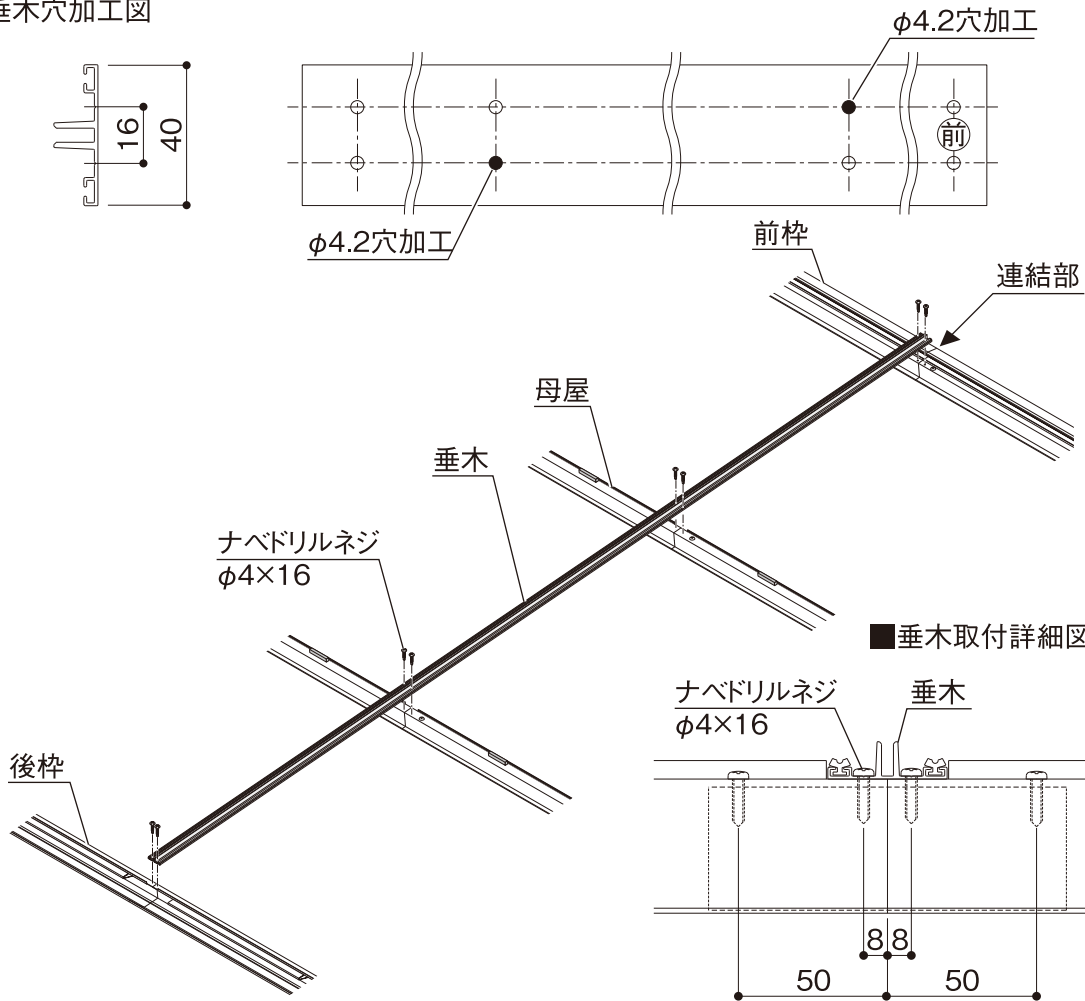 垂木穴加工図
φ4.2穴加工
16
40
前
φ4.2穴加工
前枠
連結部
母屋
垂木
ナベドリルネジ
φ4×16
■垂木取付詳細図
ナベドリルネジ
φ4×16
垂木
後枠
8
8
50
50